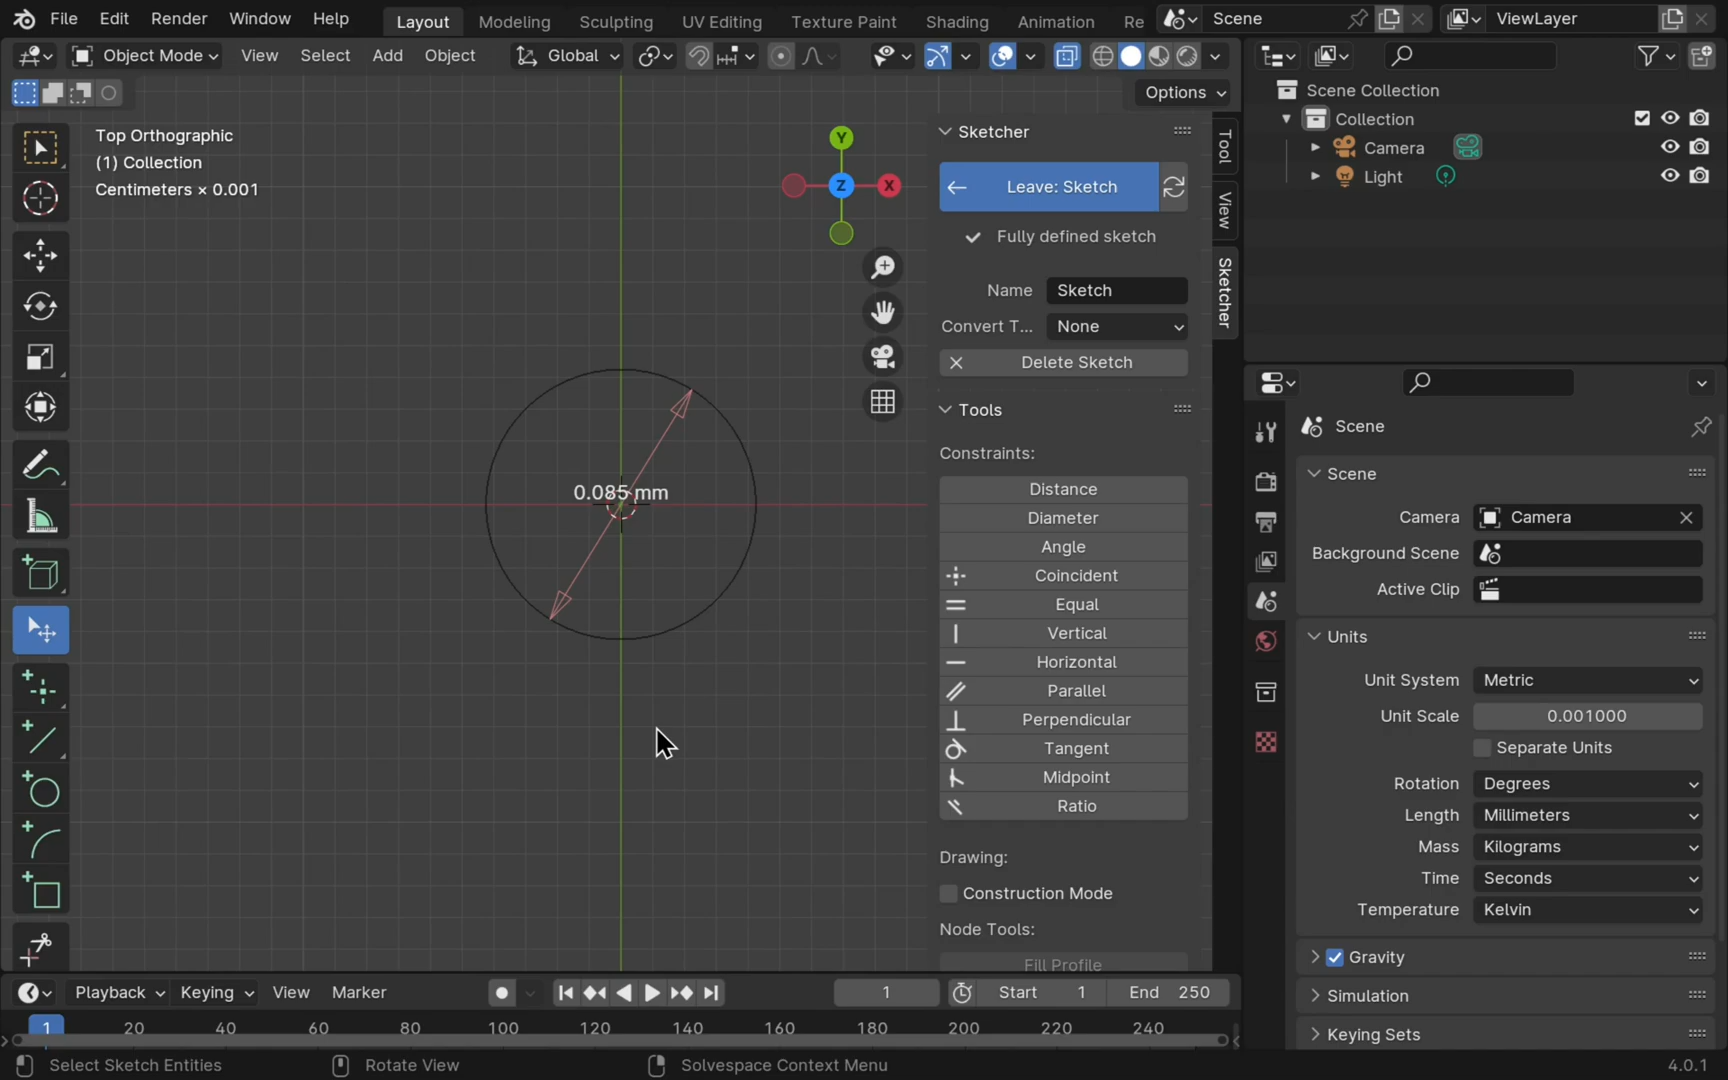 File Edit Render Window Help
Layout Modeling Sculpting UV Editing Texture Paint Shading Animation Re
Scene
ViewLayer
Object Mode View Select Add Object
Global
Options
Top Orthographic
(1) Collection
Centimeters × 0.001
Y
Z
X
0.085 mm
Sketcher
Leave: Sketch
Fully defined sketch
Name Sketch
Convert T... None
Delete Sketch
Tools
Constraints:
Distance
Diameter
Angle
Coincident
Equal
Vertical
Horizontal
Parallel
Perpendicular
Tangent
Midpoint
Ratio
Drawing:
Construction Mode
Node Tools:
Fill Profile
Tool
View
Sketcher
Scene Collection
Collection
Camera
Light
Scene
Scene
Camera Camera
Background Scene
Active Clip
Units
Unit System Metric
Unit Scale 0.001000
Separate Units
Rotation Degrees
Length Millimeters
Mass Kilograms
Time Seconds
Temperature Kelvin
Gravity
Simulation
Keying Sets
Playback Keying View Marker
1
Start 1 End 250
1 20 40 60 80 100 120 140 160 180 200 220 240
Select Sketch Entities Rotate View Solvespace Context Menu 4.0.1